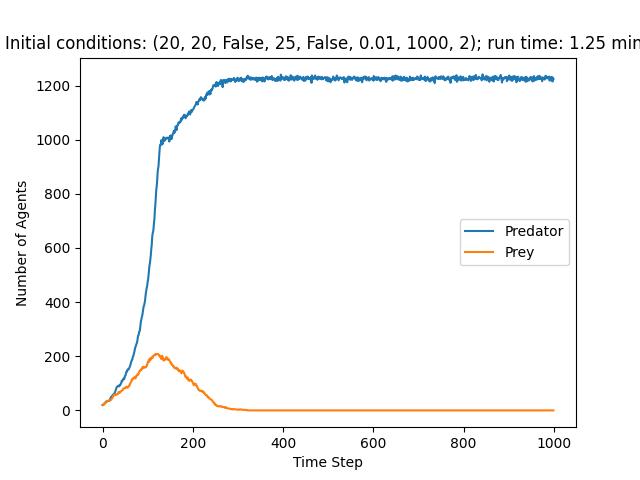 Initial conditions: (20, 20, False, 25, False, 0.01, 1000, 2); run time: 1.25 min
1200
1000
800
600
400
200
0
Number of Agents
Predator
Prey
0 200 400 600 800 1000
Time Step